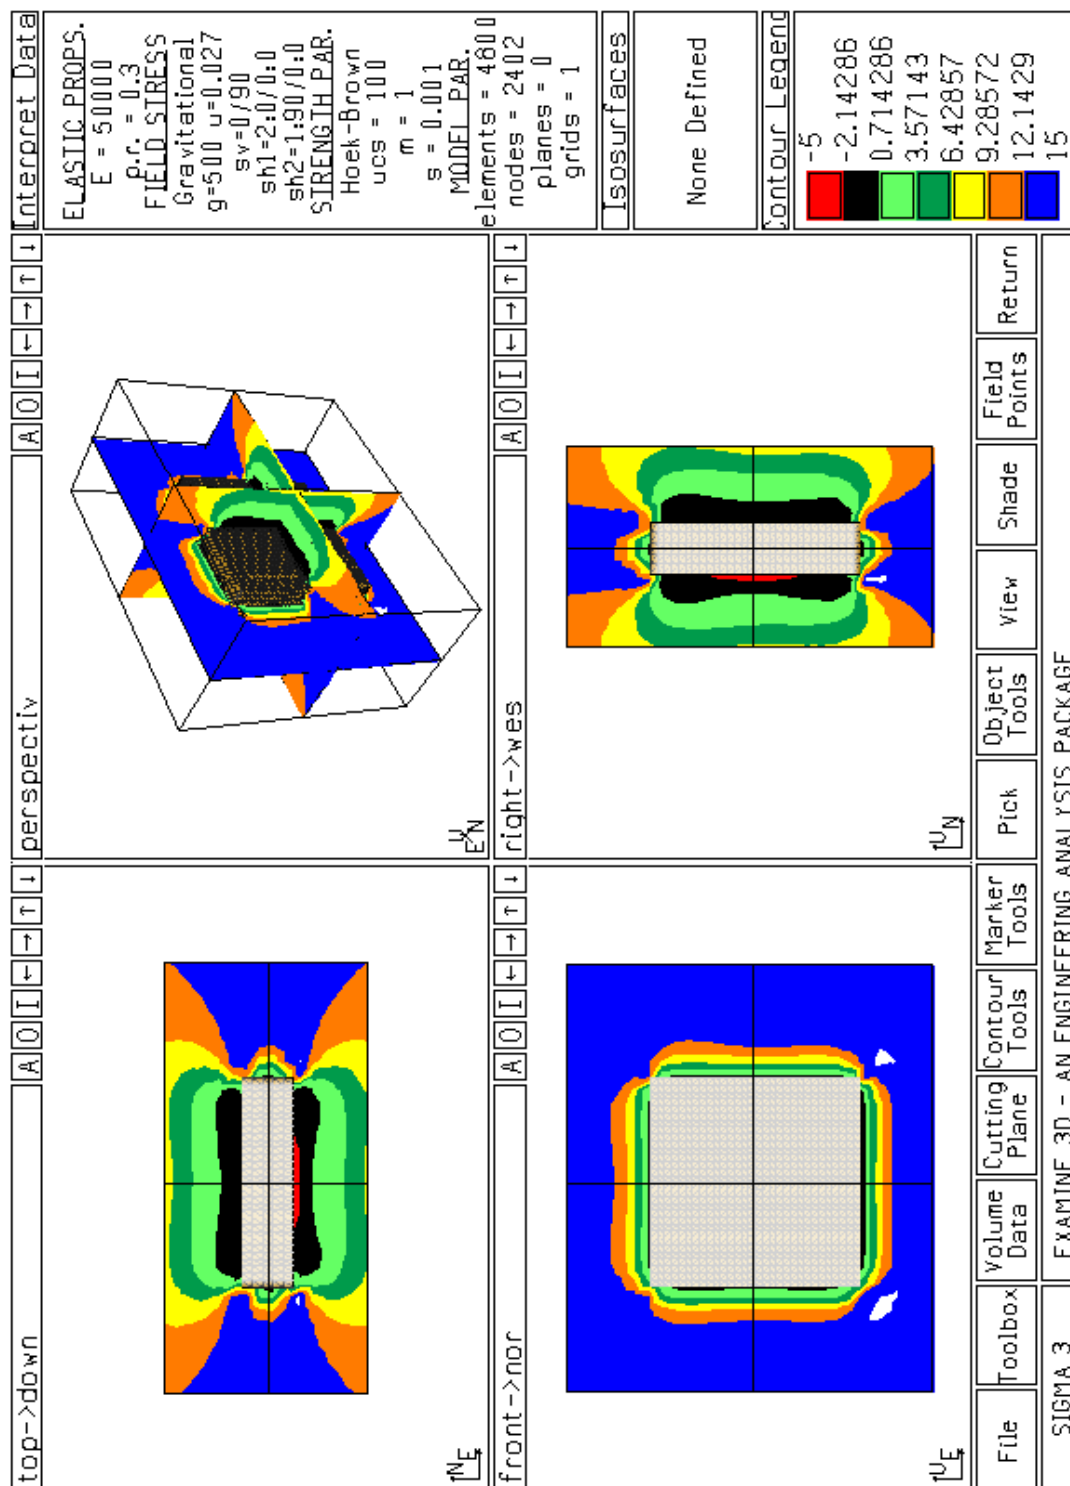 top->down A O I ← → ↑ ↓
perspectiv A O I ← → ↑ ↓
Interpret Data
N E
E U N
ELASTIC PROPS.
E = 50000
p.r. = 0.3
FIELD STRESS
Gravitational
g=500 u=0.027
sv=0/90
sh1=2:0/0:0
sh2=1:90/0:0
STRENGTH PAR.
Hoek-Brown
ucs = 100
m = 1
s = 0.001
MODEL PAR.
elements = 4800
nodes = 2402
planes = 0
grids = 1
front->nor A O I ← → ↑ ↓
right->wes A O I ← → ↑ ↓
U E
U N
Isosurfaces
None Defined
Contour Legend
-5
-2.14286
0.714286
3.57143
6.42857
9.28572
12.1429
15
File
Toolbox
Volume
Data
Cutting
Plane
Contour
Tools
Marker
Tools
Pick
Object
Tools
View
Shade
Field
Points
Return
SIGMA 3
EXAMINE 3D - AN ENGINEERING ANALYSIS PACKAGE